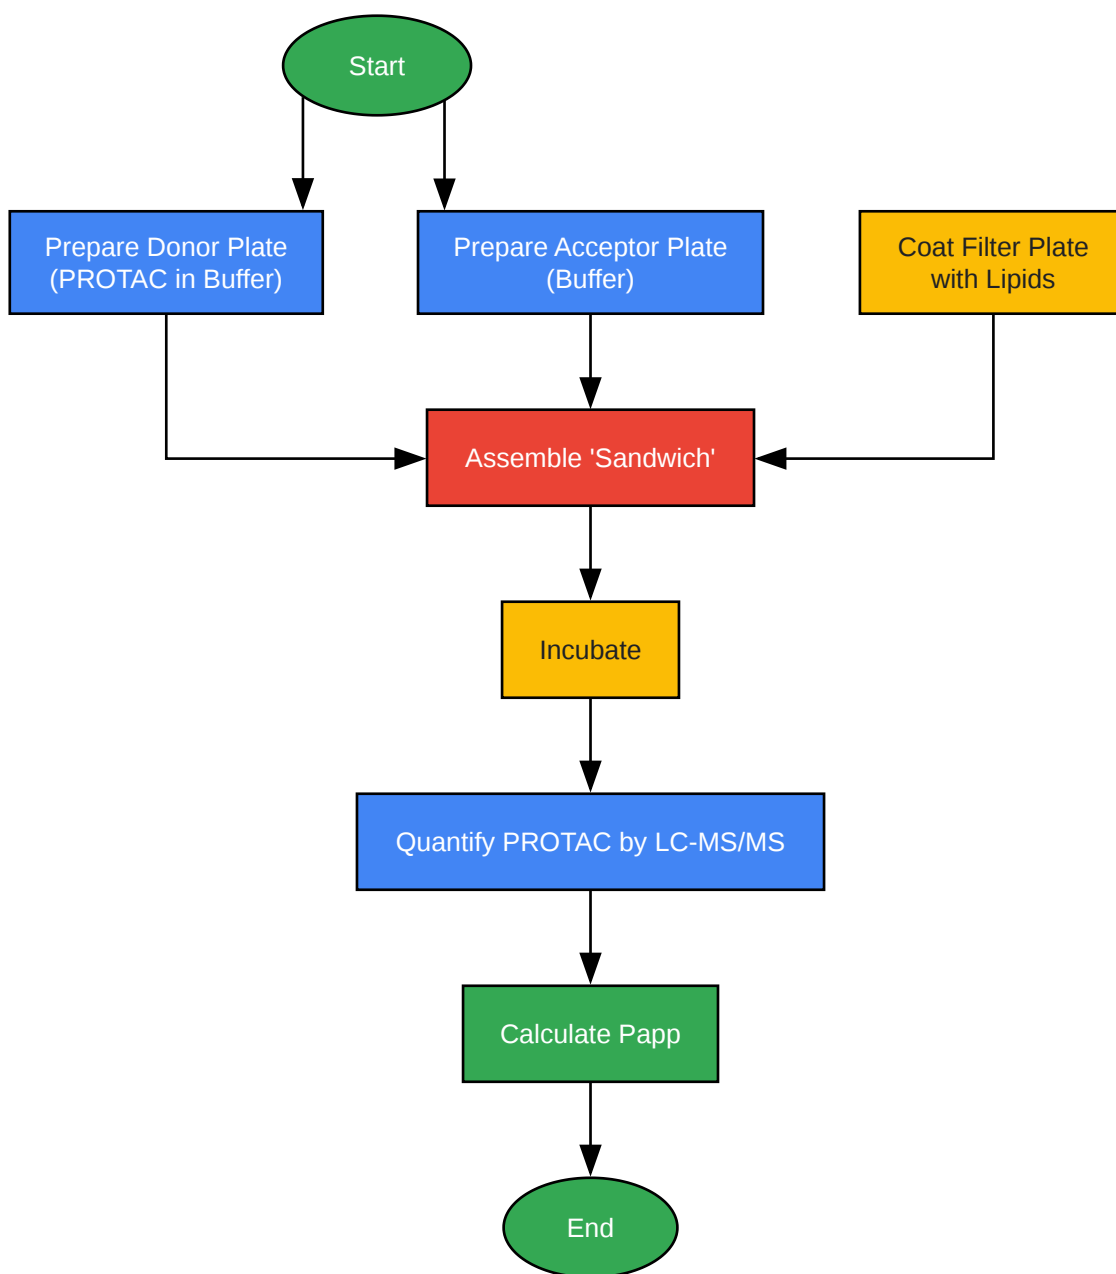 Start
Prepare Donor Plate
(PROTAC in Buffer)
Prepare Acceptor Plate
(Buffer)
Coat Filter Plate
with Lipids
Assemble 'Sandwich'
Incubate
Quantify PROTAC by LC-MS/MS
Calculate Papp
End